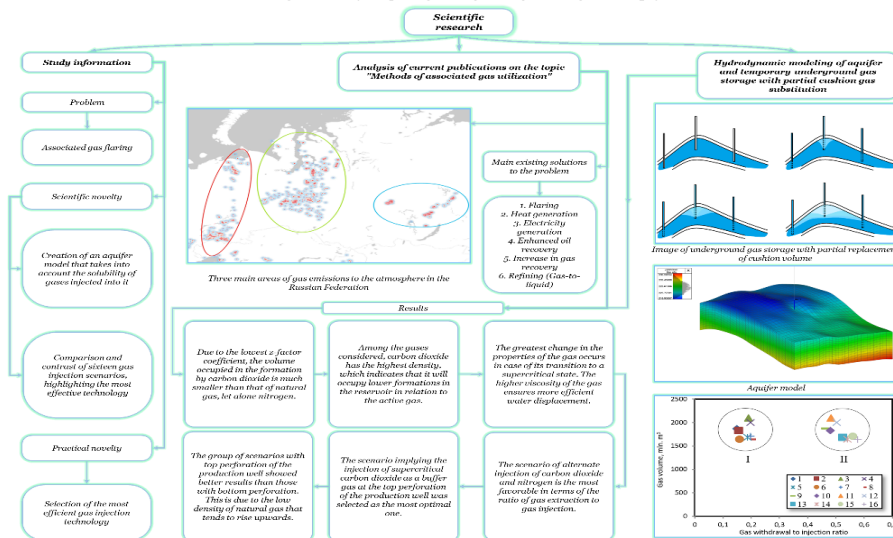 Scientific
research
Study information
Problem
Associated gas flaring
Scientific novelty
Creation of an aquifer
model that takes into
account the solubility of
gases injected into it
Comparison and
contrast of sixteen gas
injection scenarios,
highlighting the most
effective technology
Practical novelty
Selection of the most
efficient gas injection
technology
Analysis of current publications on the topic
"Methods of associated gas utilization"
Three main areas of gas emissions to the atmosphere in the
Russian Federation
Main existing solutions
to the problem
1. Flaring
2. Heat generation
3. Electricity
generation
4. Enhanced oil
recovery
5. Increase in gas
recovery
6. Refining (Gas-to-
liquid)
Results
Due to the lowest z-factor
coefficient, the volume
occupied in the formation
by carbon dioxide is much
smaller than that of natural
gas, let alone nitrogen.
Among the gases
considered, carbon dioxide
has the highest density,
which indicates that it will
occupy lower formations in
the reservoir in relation to
the active gas.
The greatest change in the
properties of the gas occurs
in case of its transition to a
supercritical state. The
higher viscosity of the gas
ensures more efficient
water displacement.
The group of scenarios with
top perforation of the
production well showed
better results than those
with bottom perforation.
This is due to the low
density of natural gas that
tends to rise upwards.
The scenario implying the
injection of supercritical
carbon dioxide as a buffer
gas at the top perforation
of the production well was
selected as the most optimal
one.
The scenario of alternate
injection of carbon dioxide
and nitrogen is the most
favorable in terms of the
ratio of gas extraction to
gas injection.
Hydrodynamic modeling of aquifer
and temporary underground gas
storage with partial cushion gas
substitution
Image of underground gas storage with partial replacement
of cushion volume
Aquifer model
Gas volume, mln. m³
2500
2000
1500
1000
500
0
I
II
1 2 3 4
5 6 7 8
9 10 11 12
13 14 15 16
0 0,1 0,2 0,3 0,4 0,5 0,6
Gas withdrawal to injection ratio